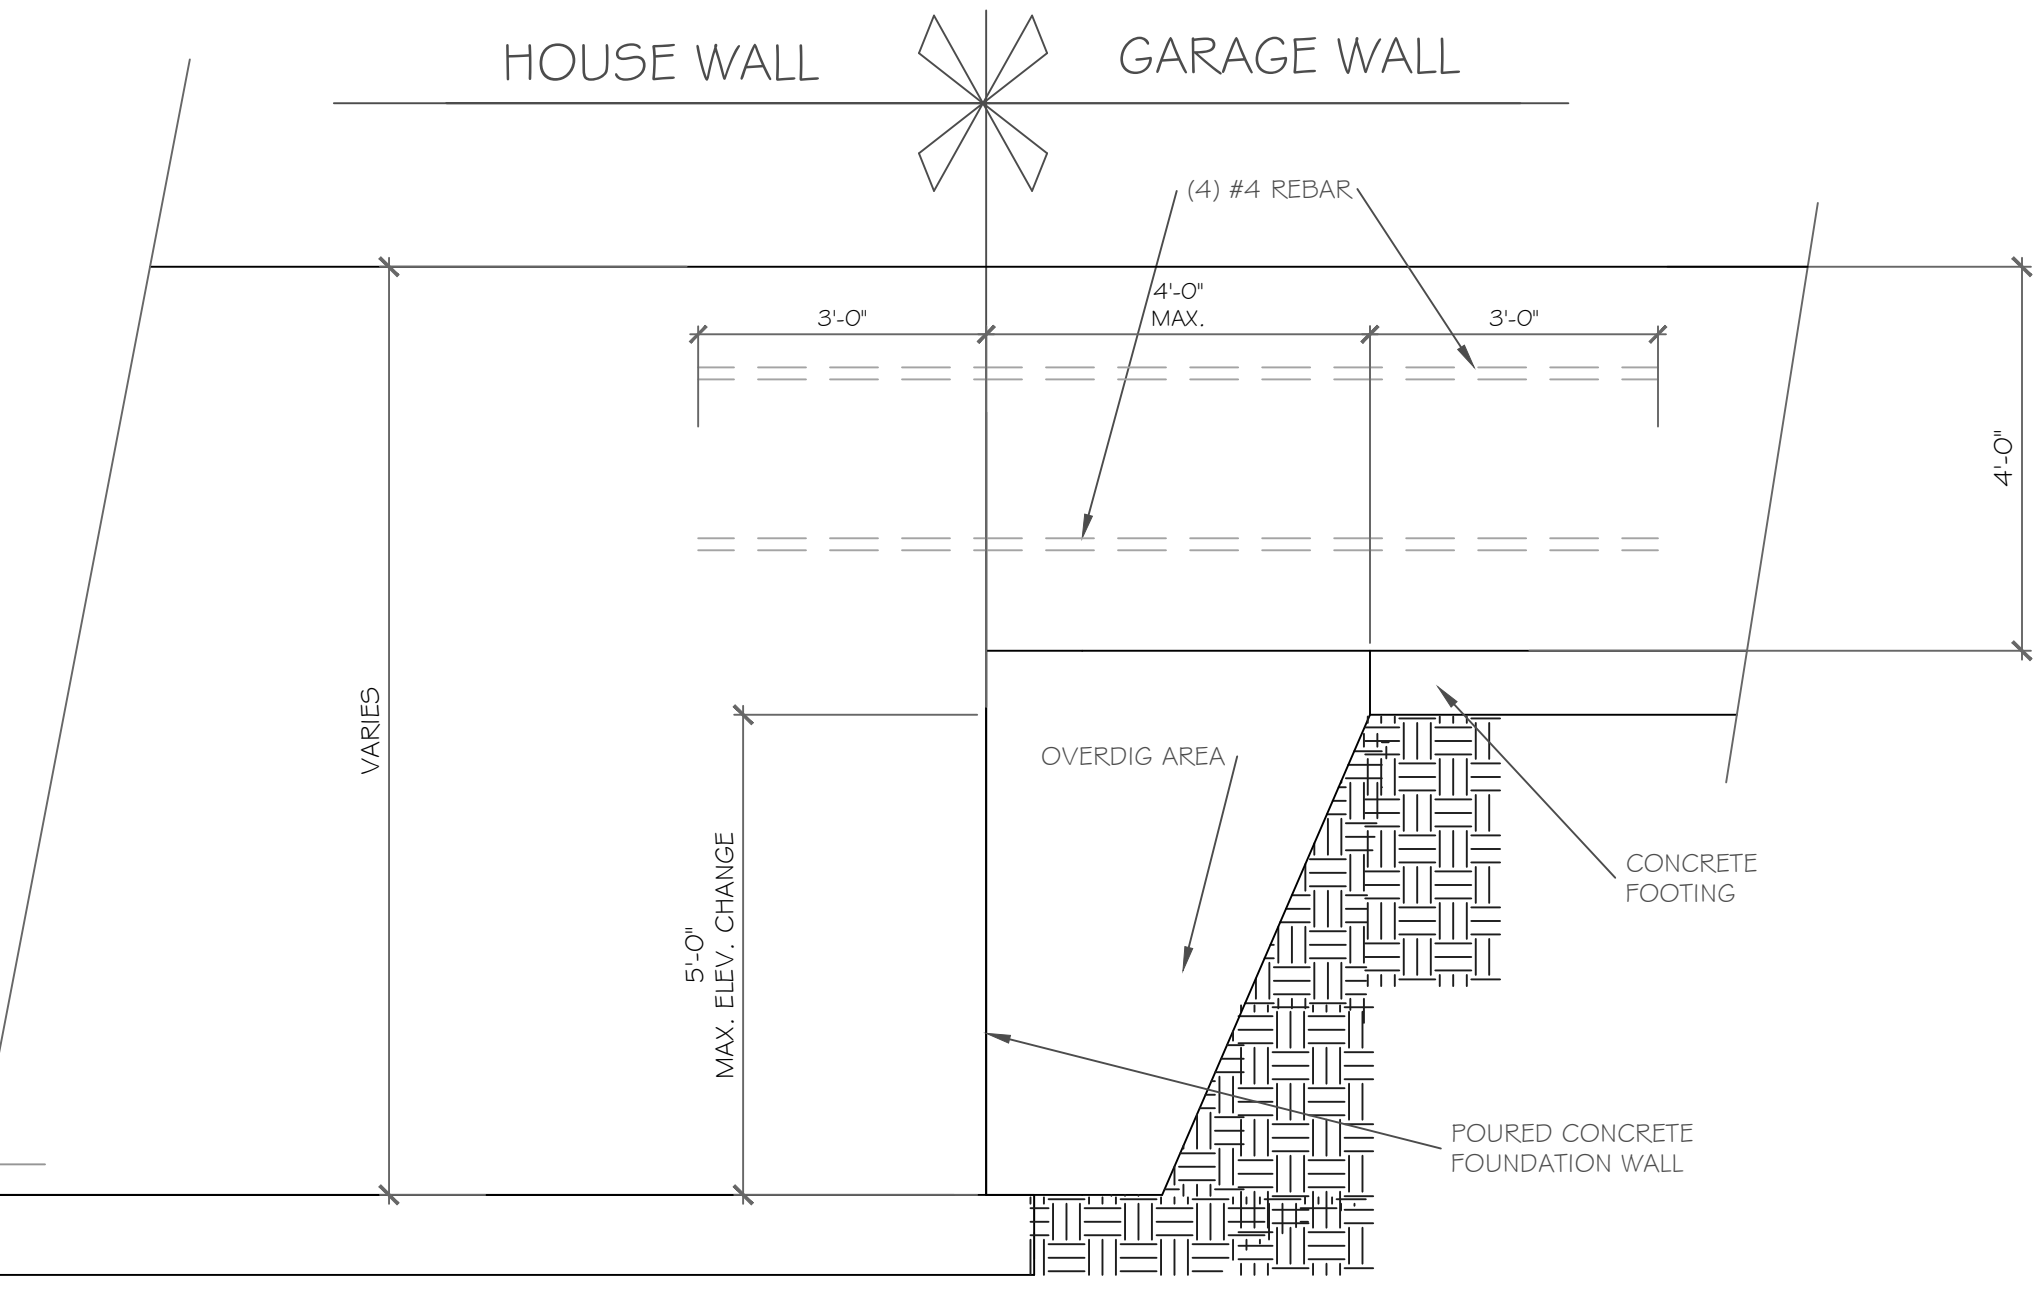 HOUSE WALL
GARAGE WALL
(4) #4 REBAR
4'-0"
MAX.
3'-0"
3'-0"
4'-0"
VARIES
OVERDIG AREA
5'-0"
MAX. ELEV. CHANGE
CONCRETE
FOOTING
POURED CONCRETE
FOUNDATION WALL